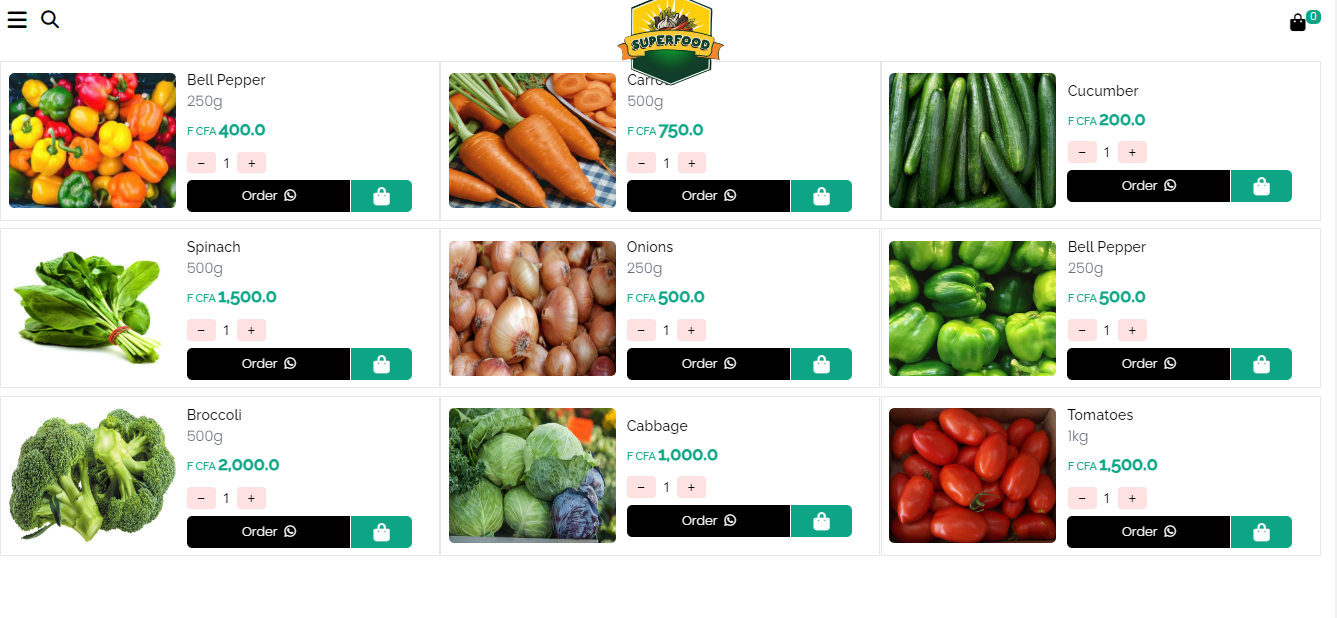 0
SUPERFOOD
Bell Pepper
250g
F CFA 400.0
− 1 +
Order
500g
F CFA 750.0
− 1 +
Order
Cucumber
F CFA 200.0
− 1 +
Order
Spinach
500g
F CFA 1,500.0
− 1 +
Order
Onions
250g
F CFA 500.0
− 1 +
Order
Bell Pepper
250g
F CFA 500.0
− 1 +
Order
Broccoli
500g
F CFA 2,000.0
− 1 +
Order
Cabbage
F CFA 1,000.0
− 1 +
Order
Tomatoes
1kg
F CFA 1,500.0
− 1 +
Order